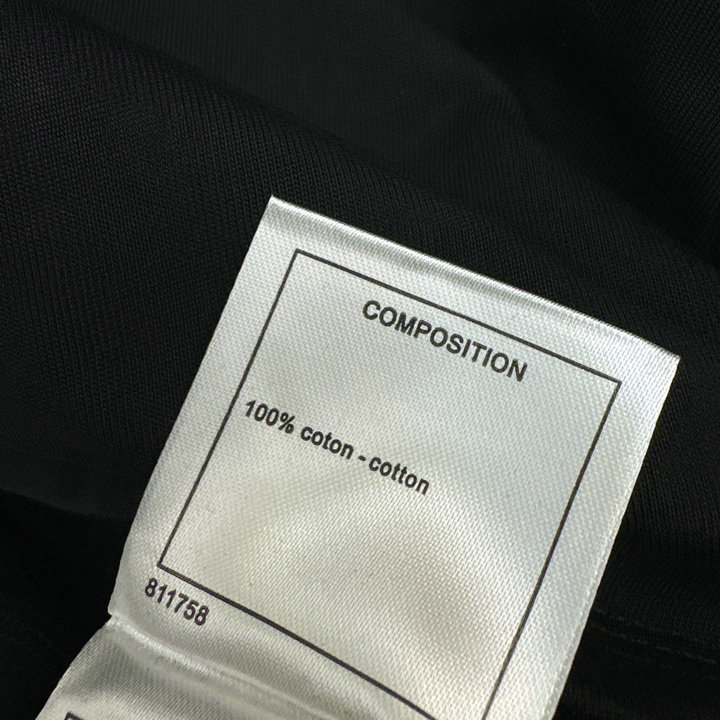 COMPOSITION
100% coton - cotton
811758